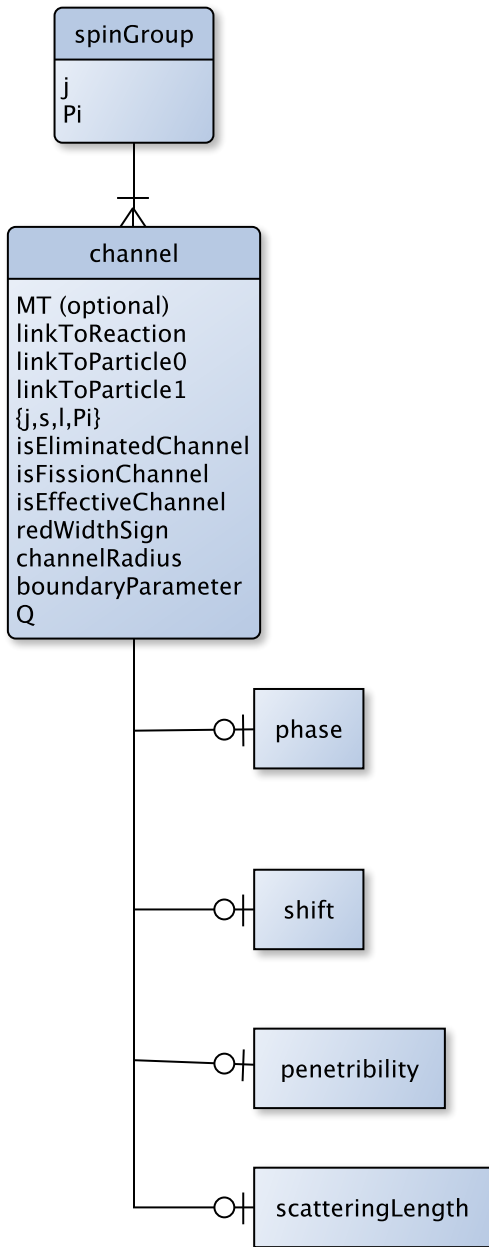 spinGroup
j
Pi
channel
MT (optional)
linkToReaction
linkToParticle0
linkToParticle1
{j,s,l,Pi}
isEliminatedChannel
isFissionChannel
isEffectiveChannel
redWidthSign
channelRadius
boundaryParameter
Q
phase
shift
penetribility
scatteringLength